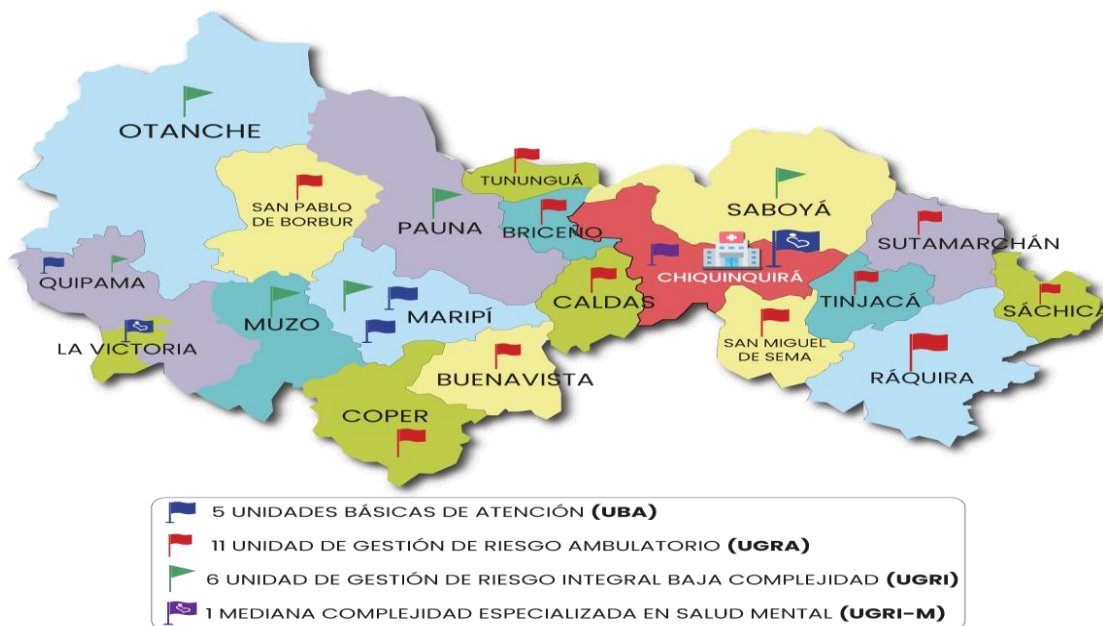 OTANCHE
TUNUNGUÁ
SAN PABLO
DE BORBUR
PAUNA
BRICEÑO
SABOYÁ
SUTAMARCHÁN
QUIPAMA
CHIQUINQUIRÁ
MUZO
MARIPÍ
CALDAS
TINJACÁ
SÁCHICA
LA VICTORIA
SAN MIGUEL
DE SEMA
BUENAVISTA
RÁQUIRA
COPER
5 UNIDADES BÁSICAS DE ATENCIÓN (UBA)
11 UNIDAD DE GESTIÓN DE RIESGO AMBULATORIO (UGRA)
6 UNIDAD DE GESTIÓN DE RIESGO INTEGRAL BAJA COMPLEJIDAD (UGRI)
1 MEDIANA COMPLEJIDAD ESPECIALIZADA EN SALUD MENTAL (UGRI-M)